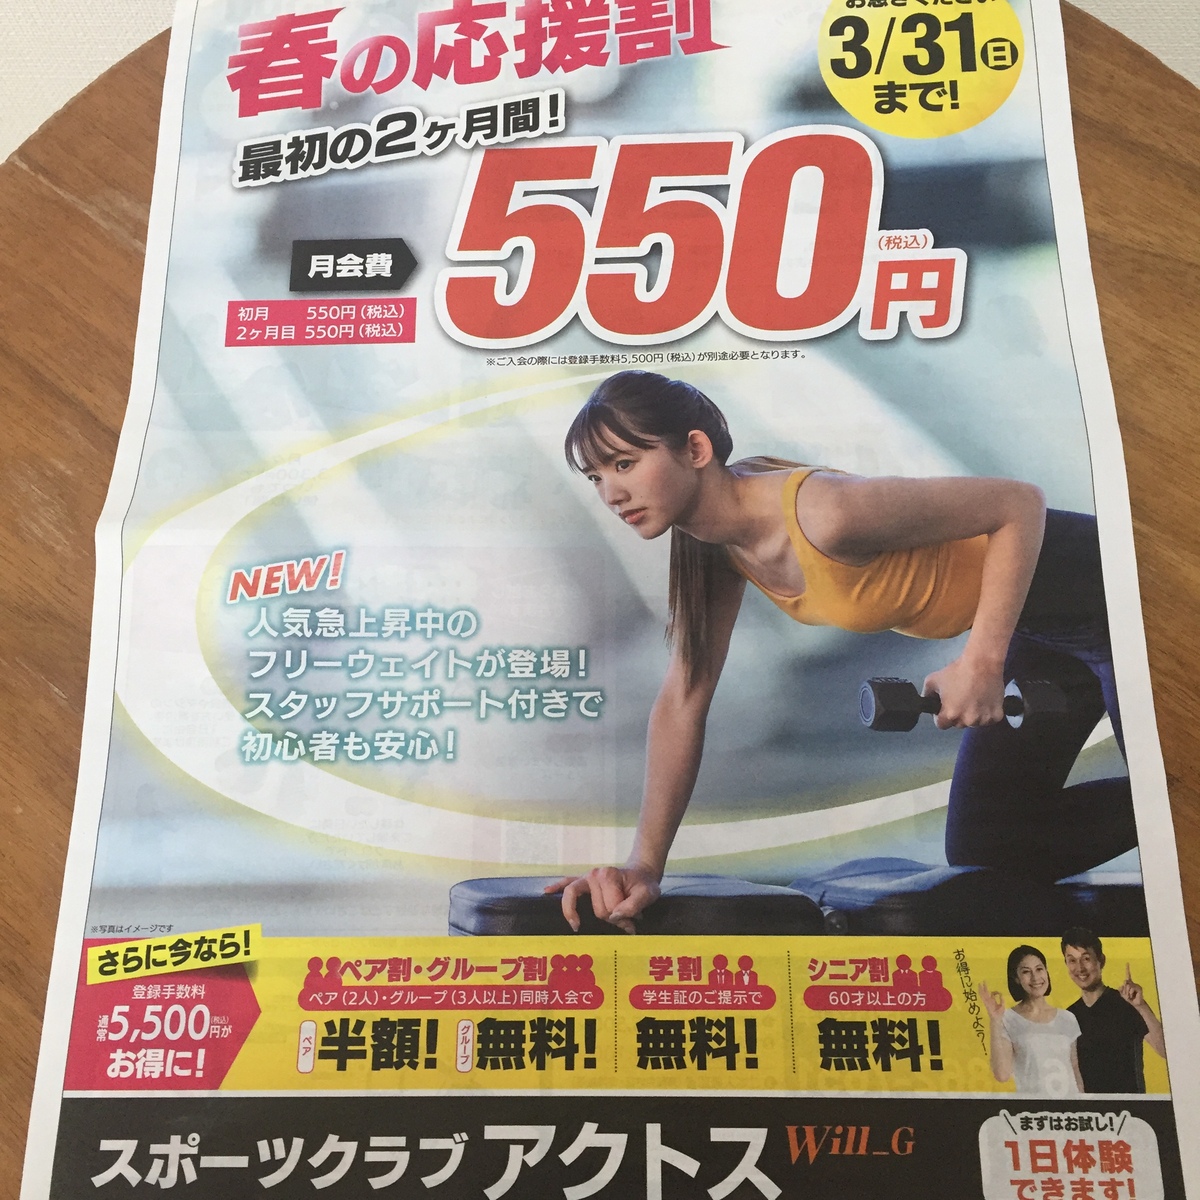 春の応援割
お急ぎください
3/31(日)
まで!
最初の2ヶ月間!
月会費
550円(税込)
初月 550円(税込)
2ヶ月目 550円(税込)
※ご入会の際には登録手数料5,500円(税込)が別途必要となります。
NEW!
人気急上昇中の
フリーウェイトが登場!
スタッフサポート付きで
初心者も安心!
※写真はイメージです
さらに今なら!
登録手数料
通常5,500円(税込)が
お得に!
ペア割・グループ割
ペア(2人)・グループ(3人以上)同時入会で
ペア 半額! グループ 無料!
学割
学生証のご提示で
無料!
シニア割
60才以上の方
無料!
お得に始めよう!
スポーツクラブ アクトス Will_G
まずはお試し!
1日体験
できます!